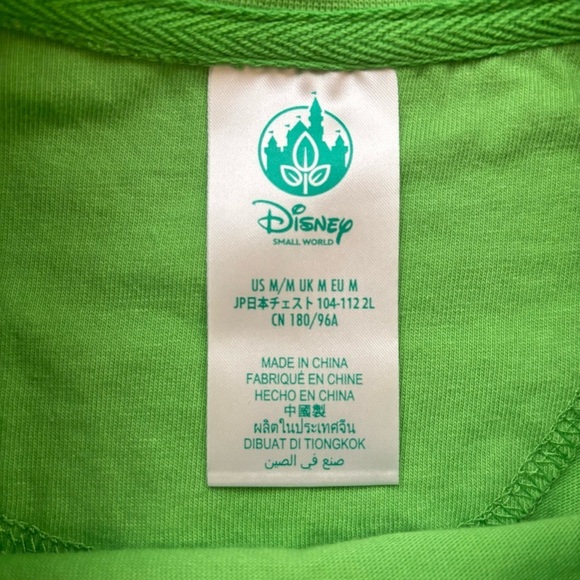 Disney
SMALL WORLD
US M/M UK M EU M
JP日本チェスト 104-112 2L
CN 180/96A
MADE IN CHINA
FABRIQUÉ EN CHINE
HECHO EN CHINA
中國製
ผลิตในประเทศจีน
DIBUAT DI TIONGKOK
صنع في الصين